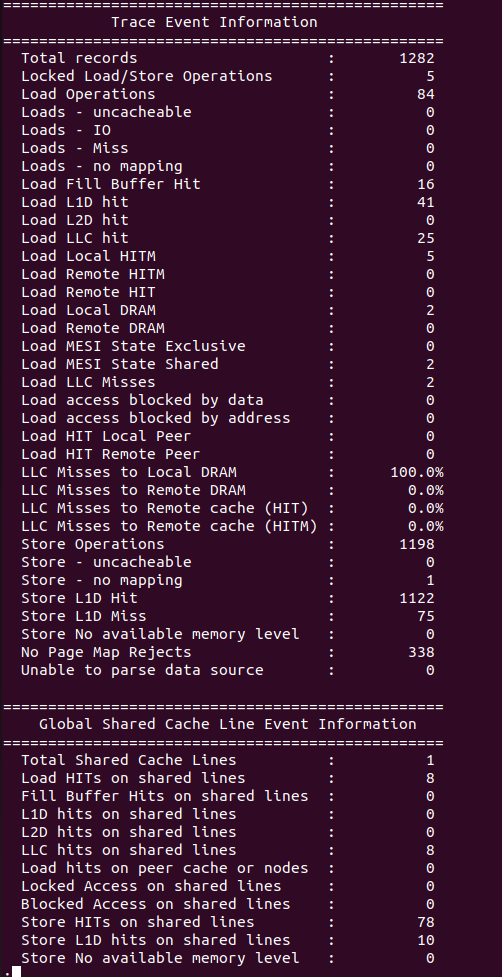 =================================================
Trace Event Information
=================================================
Total records : 1282
Locked Load/Store Operations : 5
Load Operations : 84
Loads - uncacheable : 0
Loads - IO : 0
Loads - Miss : 0
Loads - no mapping : 0
Load Fill Buffer Hit : 16
Load L1D hit : 41
Load L2D hit : 0
Load LLC hit : 25
Load Local HITM : 5
Load Remote HITM : 0
Load Remote HIT : 0
Load Local DRAM : 2
Load Remote DRAM : 0
Load MESI State Exclusive : 0
Load MESI State Shared : 2
Load LLC Misses : 2
Load access blocked by data : 0
Load access blocked by address : 0
Load HIT Local Peer : 0
Load HIT Remote Peer : 0
LLC Misses to Local DRAM : 100.0%
LLC Misses to Remote DRAM : 0.0%
LLC Misses to Remote cache (HIT) : 0.0%
LLC Misses to Remote cache (HITM) : 0.0%
Store Operations : 1198
Store - uncacheable : 0
Store - no mapping : 1
Store L1D Hit : 1122
Store L1D Miss : 75
Store No available memory level : 0
No Page Map Rejects : 338
Unable to parse data source : 0
=================================================
Global Shared Cache Line Event Information
=================================================
Total Shared Cache Lines : 1
Load HITs on shared lines : 8
Fill Buffer Hits on shared lines : 0
L1D hits on shared lines : 0
L2D hits on shared lines : 0
LLC hits on shared lines : 8
Load hits on peer cache or nodes : 0
Locked Access on shared lines : 0
Blocked Access on shared lines : 0
Store HITs on shared lines : 78
Store L1D hits on shared lines : 10
Store No available memory level : 0